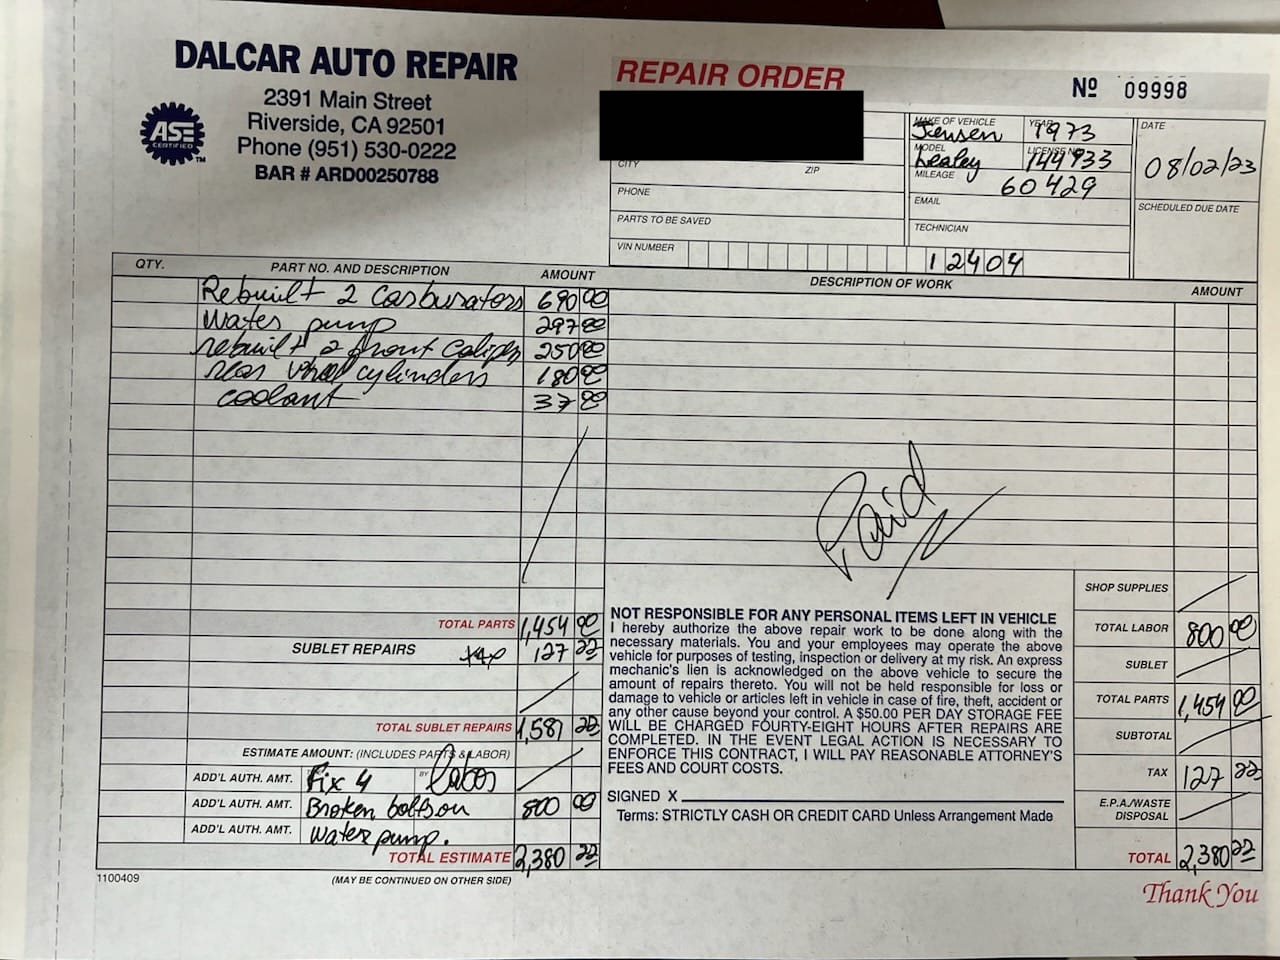 DALCAR AUTO REPAIR
2391 Main Street
Riverside, CA 92501
Phone (951) 530-0222
BAR # ARD00250788
ASE
CERTIFIED
TM
REPAIR ORDER
Nº 09998
CITY
ZIP
PHONE
PARTS TO BE SAVED
VIN NUMBER
MAKE OF VEHICLE
Jensen
YEAR
1973
MODEL
Healey
LICENSE NO.
144933
MILEAGE
60429
EMAIL
TECHNICIAN
12404
DATE
08/02/23
SCHEDULED DUE DATE
QTY. PART NO. AND DESCRIPTION AMOUNT
Rebuilt 2 Carburators 690 00
Water pump 297 00
rebuilt 2 front Calips 250 00
rear wheel cylinders 180 00
coolant 37 00
TOTAL PARTS 1,454 00
SUBLET REPAIRS tax 127 22
TOTAL SUBLET REPAIRS 1,581 22
ESTIMATE AMOUNT: (INCLUDES PARTS & LABOR)
ADD'L AUTH. AMT. Fix 4 BY Labor
ADD'L AUTH. AMT. Broken bolts on 800 00
ADD'L AUTH. AMT. Water pump.
TOTAL ESTIMATE 2,380 22
1100409
(MAY BE CONTINUED ON OTHER SIDE)
DESCRIPTION OF WORK AMOUNT
Paid
NOT RESPONSIBLE FOR ANY PERSONAL ITEMS LEFT IN VEHICLE
I hereby authorize the above repair work to be done along with the
necessary materials. You and your employees may operate the above
vehicle for purposes of testing, inspection or delivery at my risk. An express
mechanic's lien is acknowledged on the above vehicle to secure the
amount of repairs thereto. You will not be held responsible for loss or
damage to vehicle or articles left in vehicle in case of fire, theft, accident or
any other cause beyond your control. A $50.00 PER DAY STORAGE FEE
WILL BE CHARGED FOURTY-EIGHT HOURS AFTER REPAIRS ARE
COMPLETED. IN THE EVENT LEGAL ACTION IS NECESSARY TO
ENFORCE THIS CONTRACT, I WILL PAY REASONABLE ATTORNEY'S
FEES AND COURT COSTS.
SIGNED X
Terms: STRICTLY CASH OR CREDIT CARD Unless Arrangement Made
SHOP SUPPLIES
TOTAL LABOR 800 00
SUBLET
TOTAL PARTS 1,454 00
SUBTOTAL
TAX 127 22
E.P.A./WASTE
DISPOSAL
TOTAL 2,380 22
Thank You